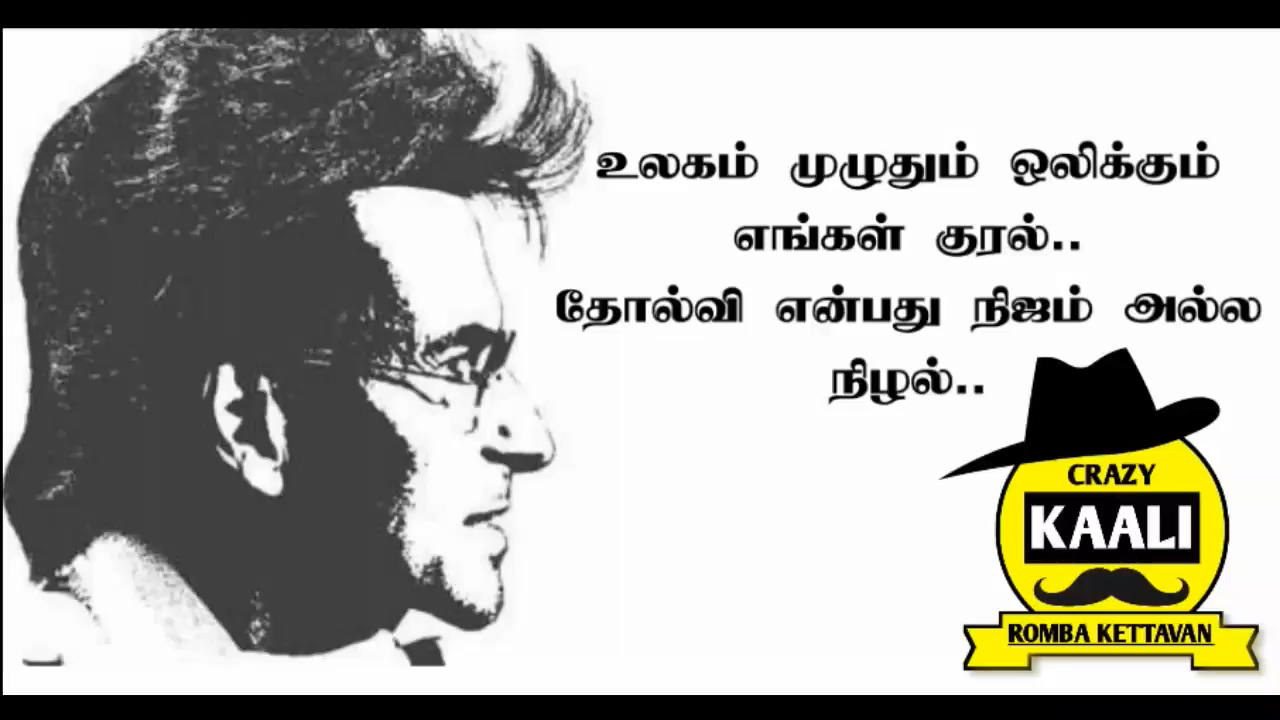 உலகம் முழுதும் ஒலிக்கும்
எங்கள் குரல்..
தோல்வி என்பது நிஜம் அல்ல
நிழல்..
CRAZY
KAALI
ROMBA KETTAVAN